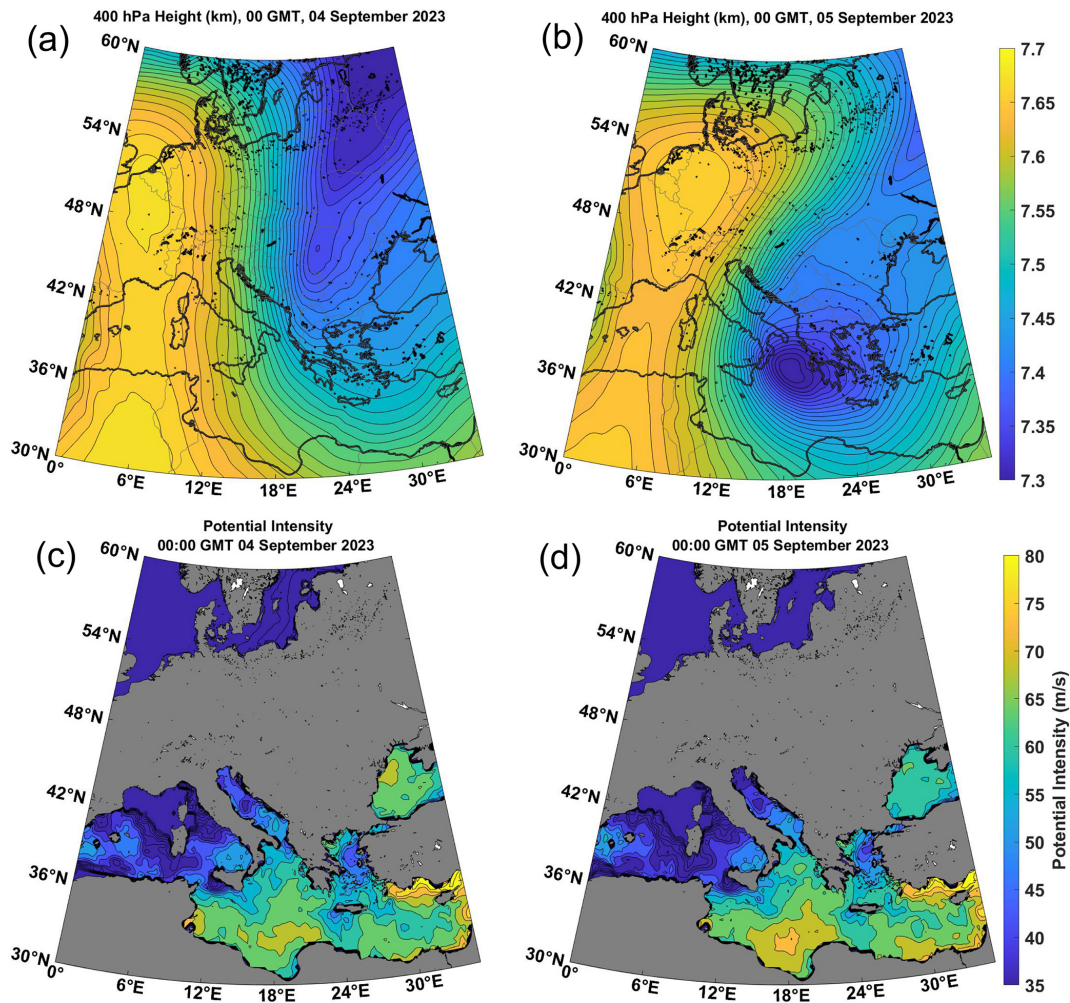 400 hPa Height (km), 00 GMT, 04 September 2023
(a)
60°N
54°N
48°N
42°N
36°N
30°N
0°
6°E
12°E
18°E
24°E
30°E
400 hPa Height (km), 00 GMT, 05 September 2023
(b)
60°N
54°N
48°N
42°N
36°N
30°N
0°
6°E
12°E
18°E
24°E
30°E
7.7
7.65
7.6
7.55
7.5
7.45
7.4
7.35
7.3
Potential Intensity
00:00 GMT 04 September 2023
(c)
60°N
54°N
48°N
42°N
36°N
30°N
0°
6°E
12°E
18°E
24°E
30°E
Potential Intensity
00:00 GMT 05 September 2023
(d)
60°N
54°N
48°N
42°N
36°N
30°N
0°
6°E
12°E
18°E
24°E
30°E
80
75
70
65
60
55
50
45
40
35
Potential Intensity (m/s)